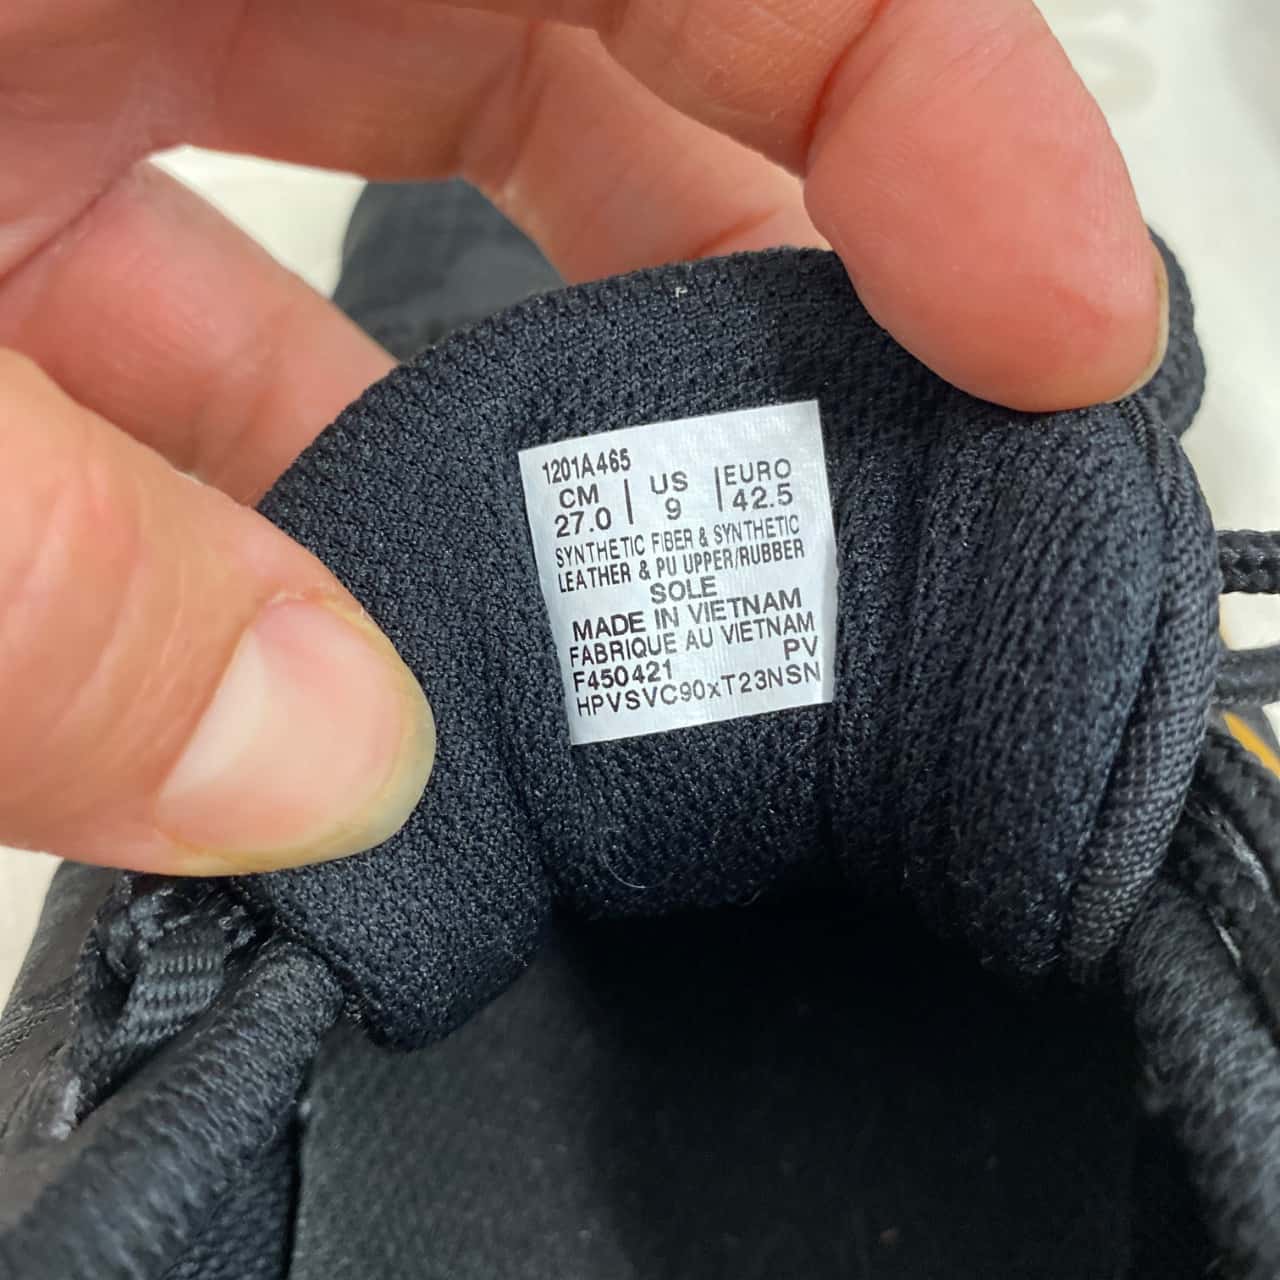 1201A465
CM | US | EURO
27.0 9 42.5
SYNTHETIC FIBER & SYNTHETIC
LEATHER & PU UPPER/RUBBER
SOLE
MADE IN VIETNAM
FABRIQUE AU VIETNAM
F450421 PV
HPVSVC90xT23NSN